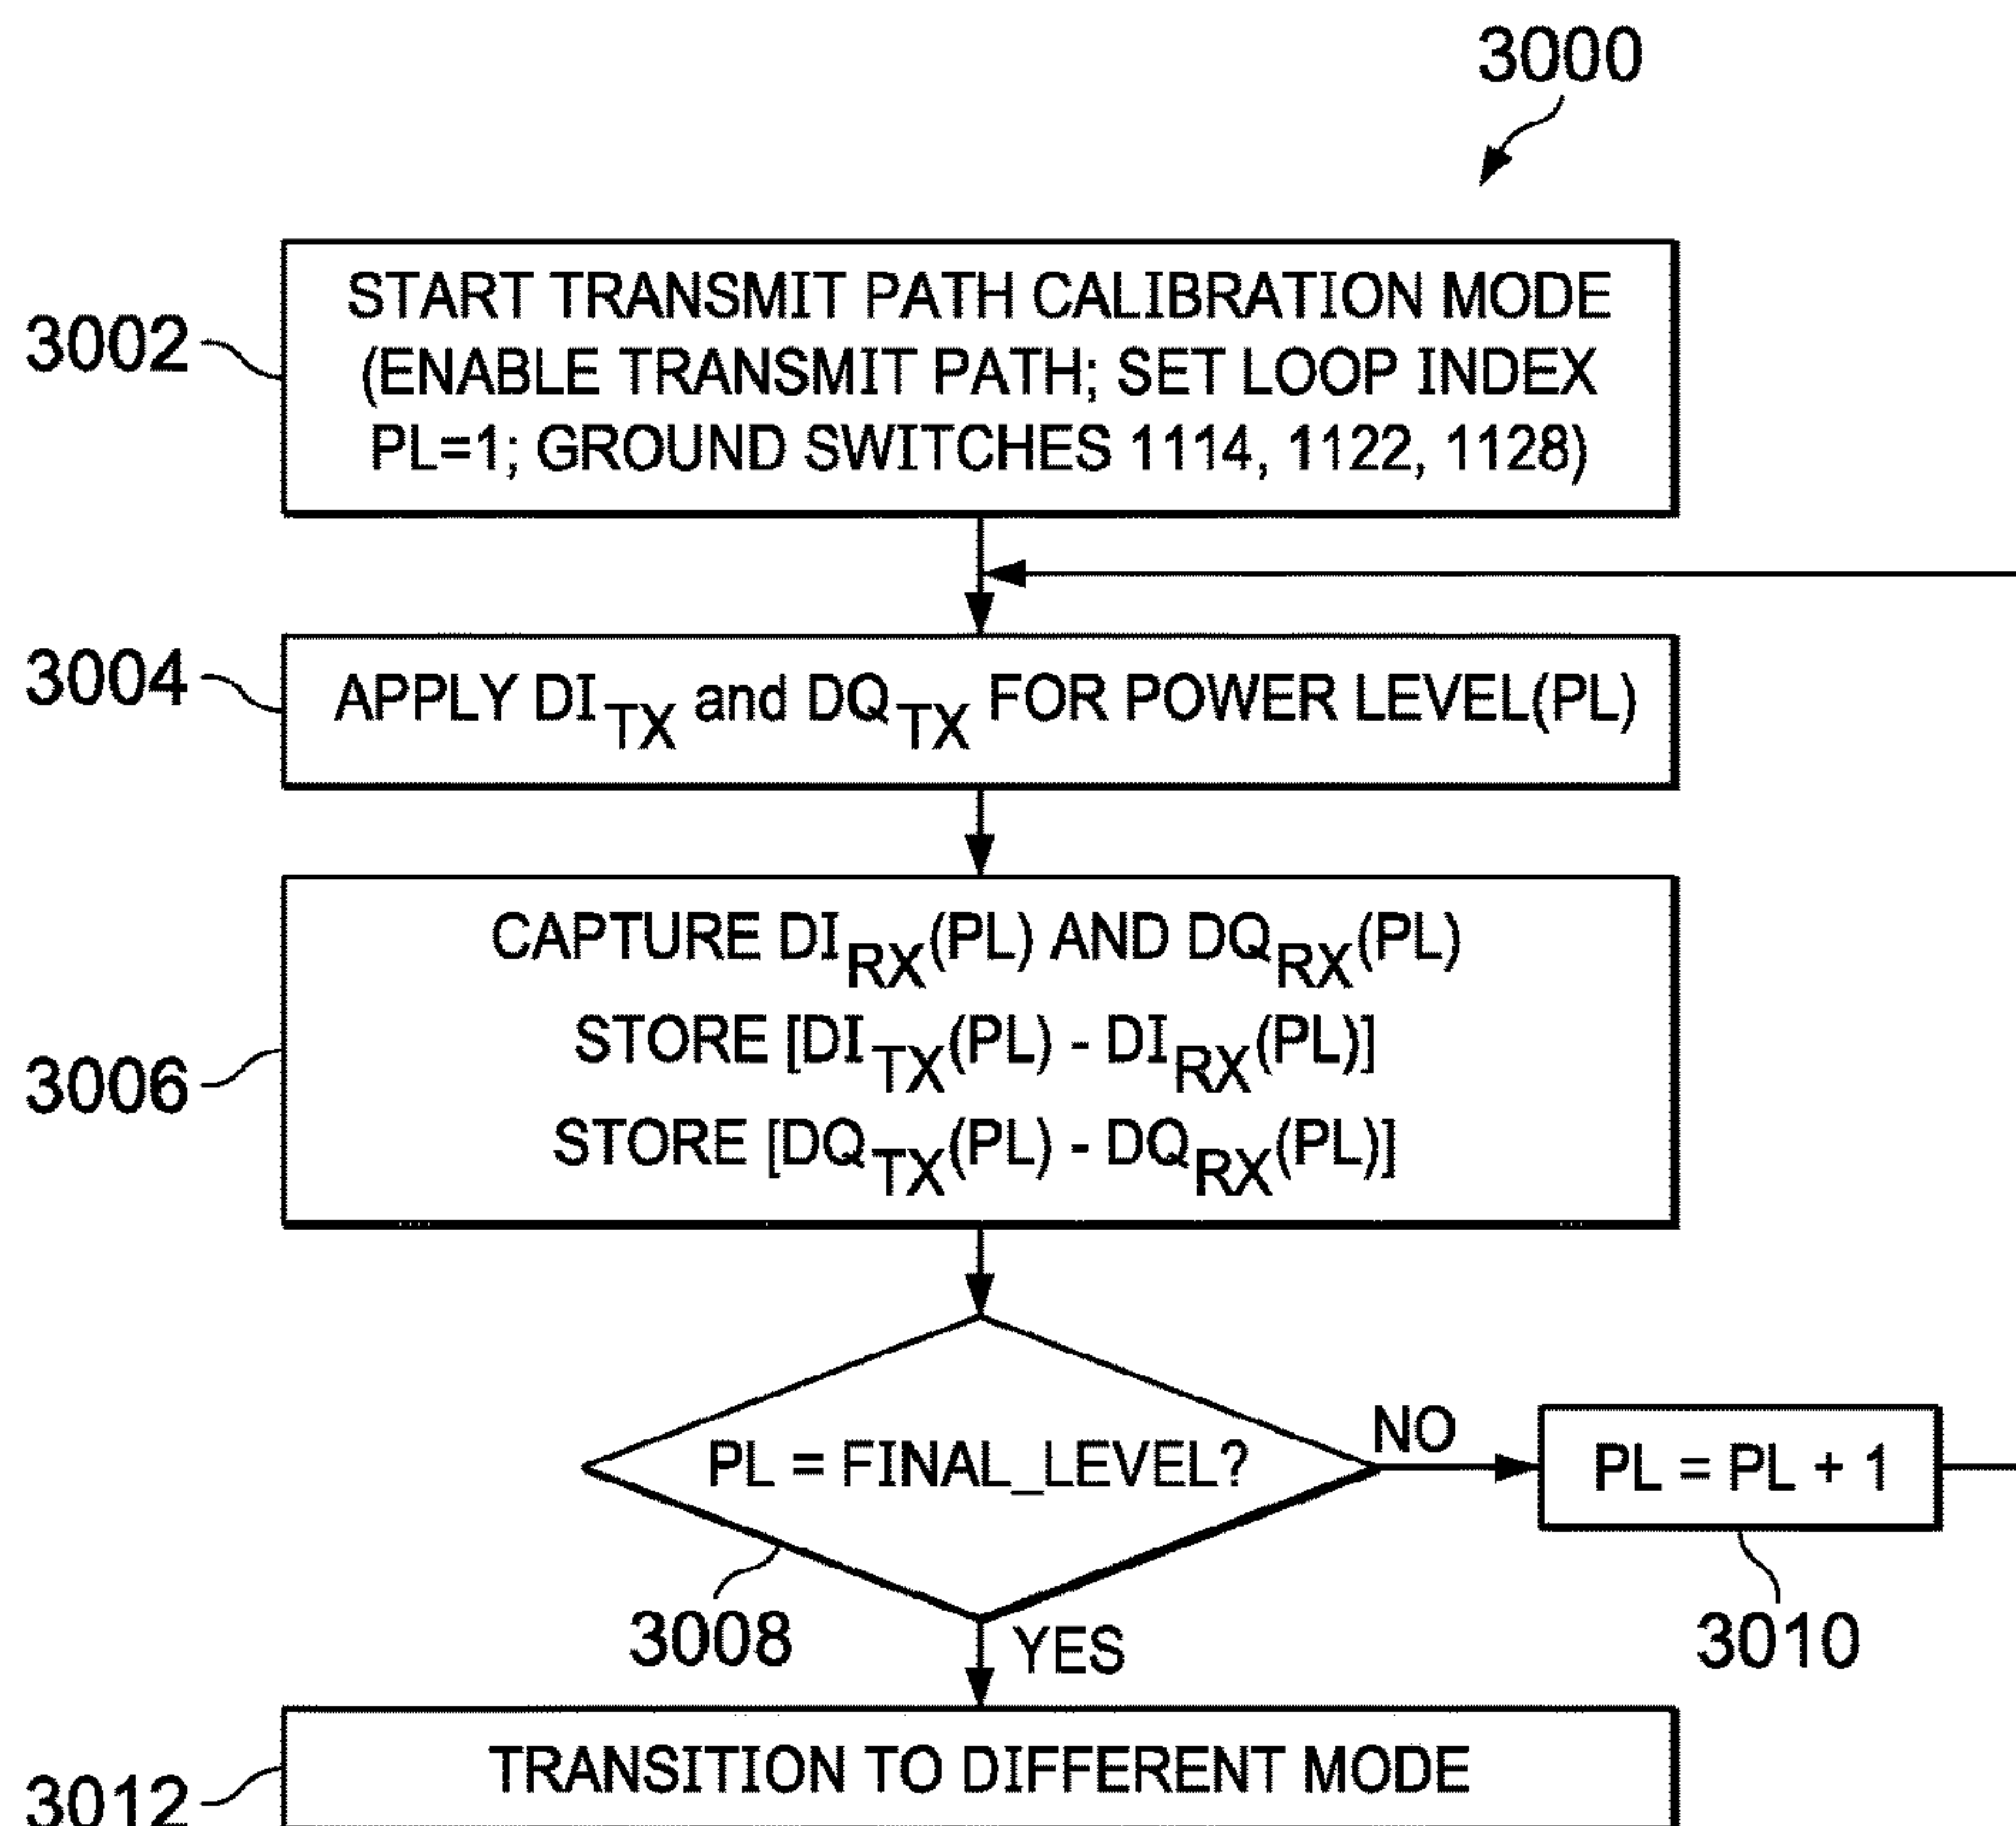 3000
3002
START TRANSMIT PATH CALIBRATION MODE
(ENABLE TRANSMIT PATH; SET LOOP INDEX
PL=1; GROUND SWITCHES 1114, 1122, 1128)
3004
APPLY DI_TX and DQ_TX FOR POWER LEVEL(PL)
3006
CAPTURE DI_RX(PL) AND DQ_RX(PL)
STORE [DI_TX(PL) - DI_RX(PL)]
STORE [DQ_TX(PL) - DQ_RX(PL)]
PL = FINAL_LEVEL?
NO
PL = PL + 1
3008
YES
3010
3012
TRANSITION TO DIFFERENT MODE